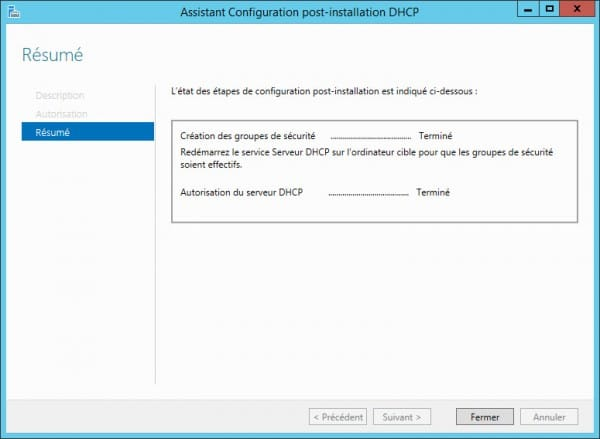 Assistant Configuration post-installation DHCP
Résumé
Description
Autorisation
Résumé
L'état des étapes de configuration post-installation est indiqué ci-dessous :
Création des groupes de sécurité ........................................ Terminé
Redémarrez le service Serveur DHCP sur l'ordinateur cible pour que les groupes de sécurité
soient effectifs.
Autorisation du serveur DHCP ........................................ Terminé
< Précédent
Suivant >
Fermer
Annuler